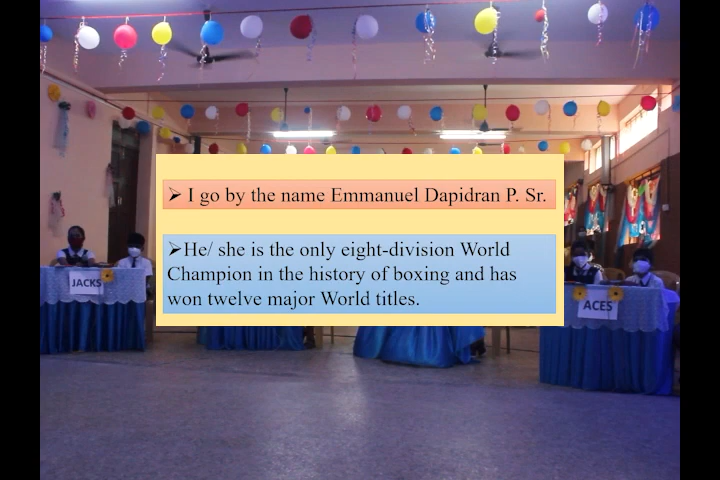 ➢ I go by the name Emmanuel Dapidran P. Sr.
➢He/ she is the only eight-division World
Champion in the history of boxing and has
won twelve major World titles.
JACKS
ACES